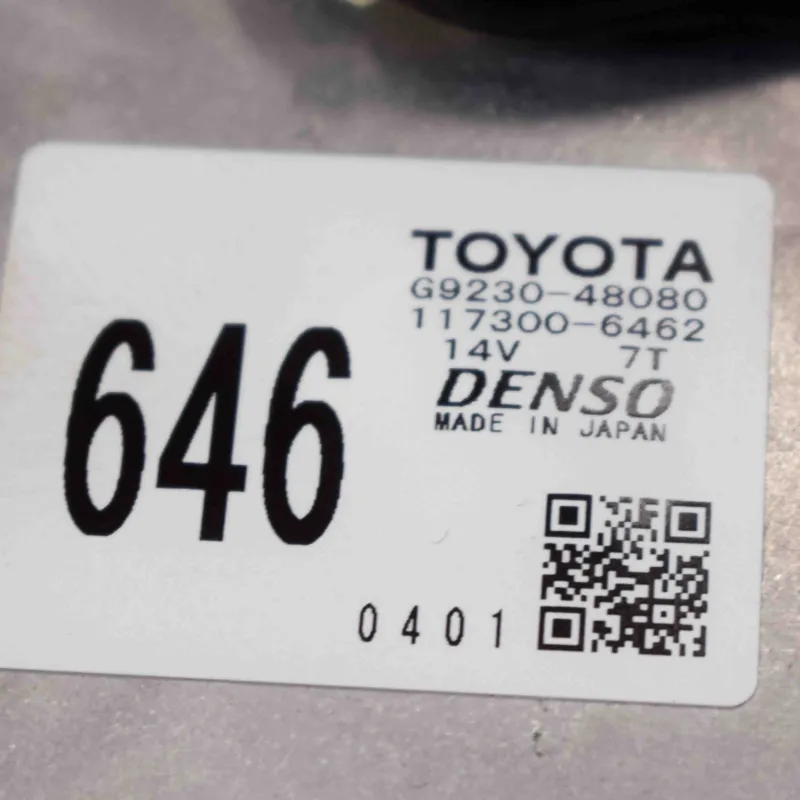 TOYOTA
G9230-48080
117300-6462
14V 7T
DENSO
MADE IN JAPAN
646
0401